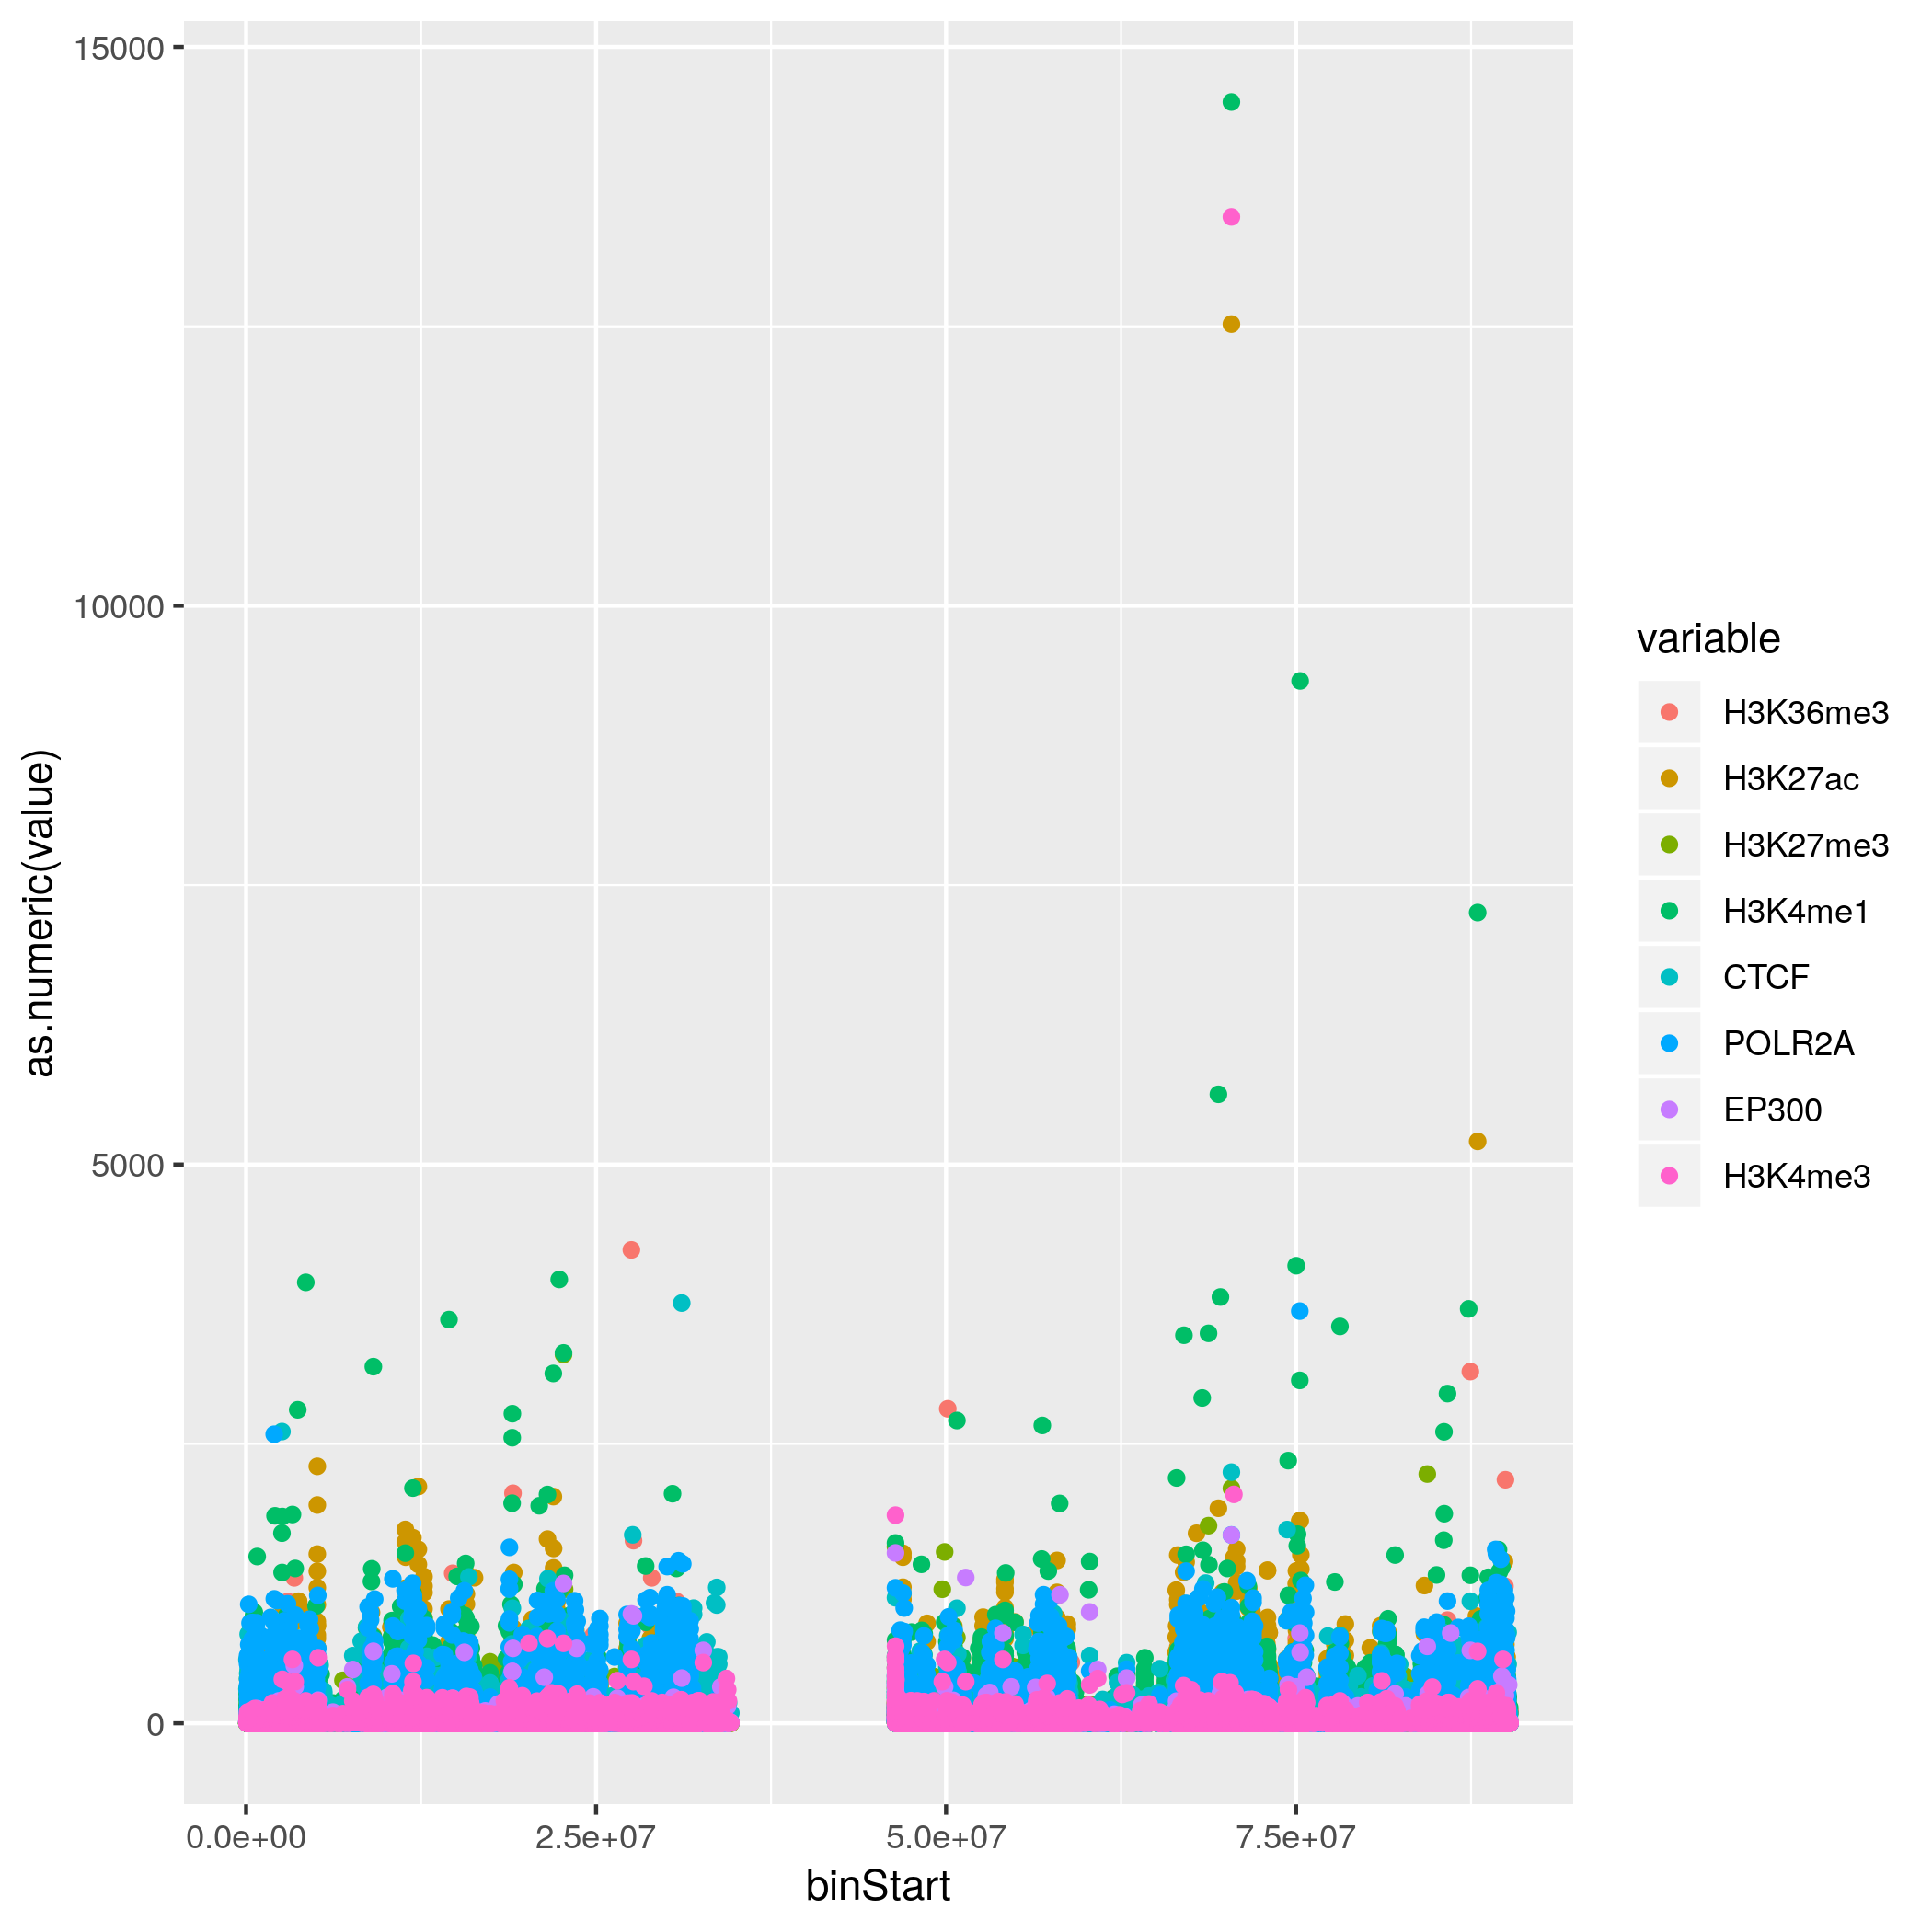 15000
10000
5000
0
as.numeric(value)
0.0e+00
2.5e+07
5.0e+07
7.5e+07
binStart
variable
H3K36me3
H3K27ac
H3K27me3
H3K4me1
CTCF
POLR2A
EP300
H3K4me3